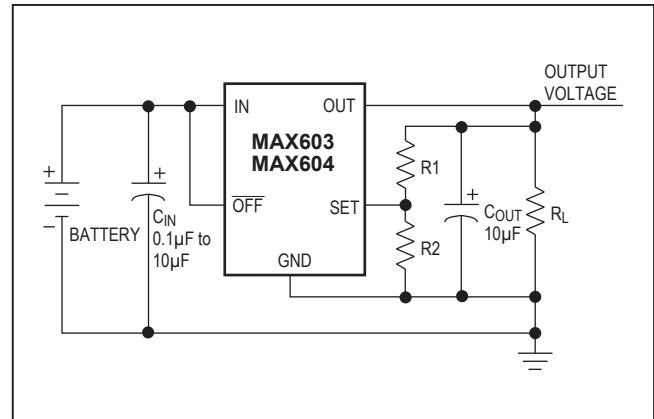 OUTPUT
VOLTAGE
IN
OUT
MAX603
MAX604
R1
+
+
+
OFF
SET
CIN
0.1µF to
10µF
BATTERY
−
COUT
10µF
RL
R2
GND